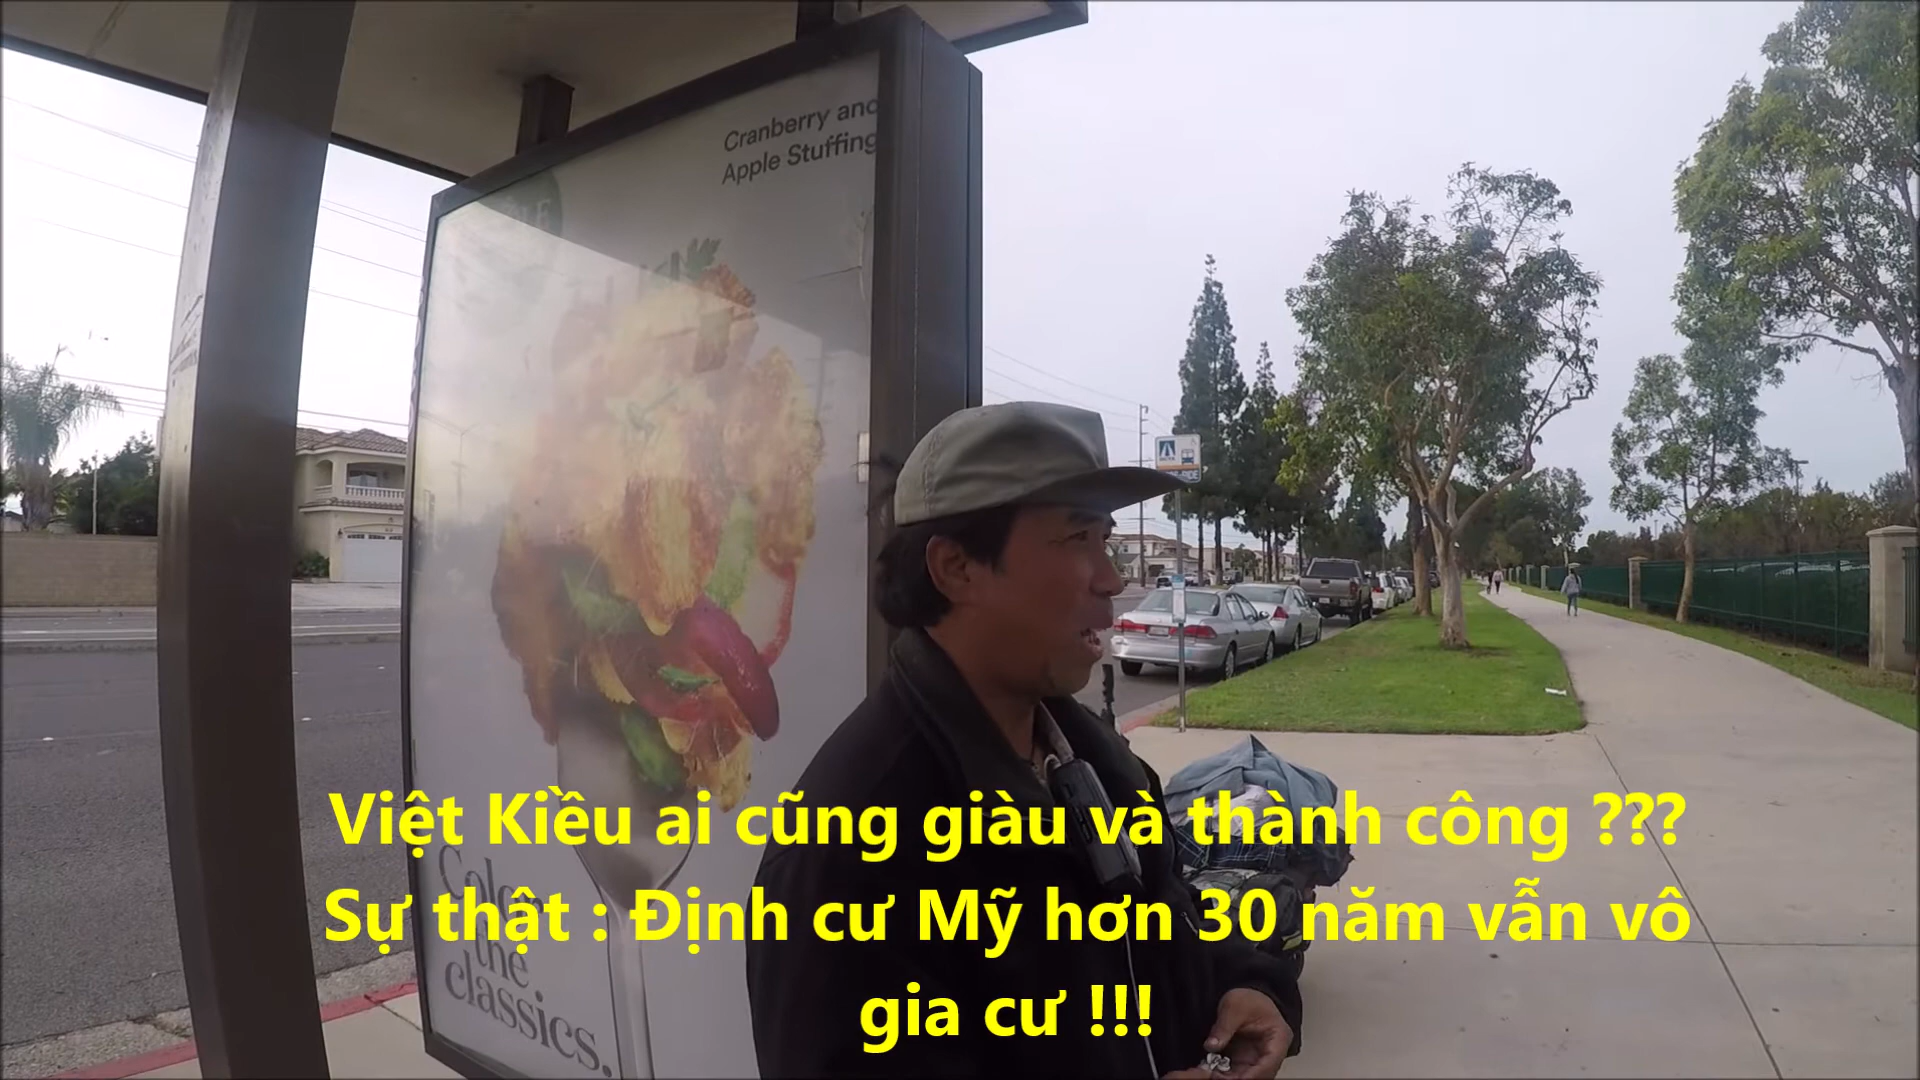 Cranberry and
Apple Stuffing
Việt Kiều ai cũng giàu và thành công ???
Sự thật : Định cư Mỹ hơn 30 năm vẫn vô
gia cư !!!
the
classics.